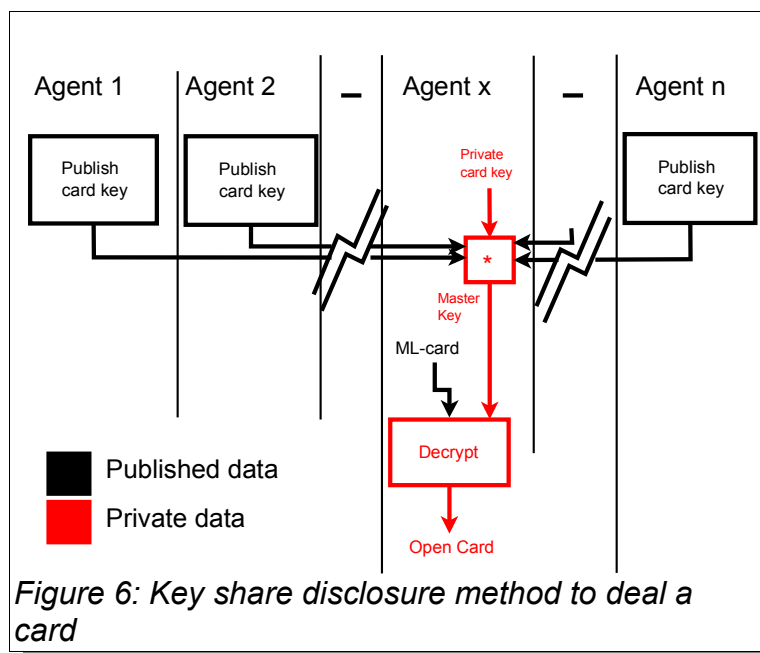 Agent 1
Agent 2
–
Agent x
–
Agent n
Publish
card key
Publish
card key
Private
card key
Publish
card key
*
Master
Key
ML-card
Decrypt
Published data
Private data
Open Card
Figure 6: Key share disclosure method to deal a
card